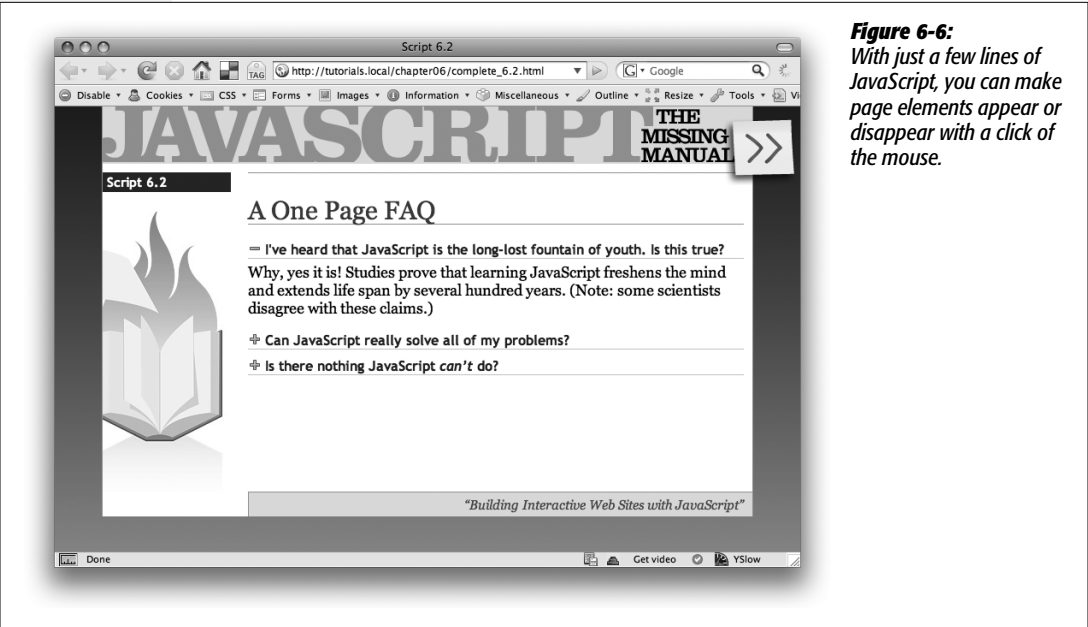 Script 6.2
TAG
http://tutorials.local/chapter06/complete_6.2.html
G Google
Disable Cookies CSS Forms Images Information Miscellaneous Outline Resize Tools Vi
JAVASCRIPT
THE
MISSING
MANUAL
>>
Script 6.2
A One Page FAQ
I've heard that JavaScript is the long-lost fountain of youth. Is this true?
Why, yes it is! Studies prove that learning JavaScript freshens the mind
and extends life span by several hundred years. (Note: some scientists
disagree with these claims.)
Can JavaScript really solve all of my problems?
Is there nothing JavaScript can't do?
“Building Interactive Web Sites with JavaScript”
Done
Get video
YSlow
Figure 6-6:
With just a few lines of
JavaScript, you can make
page elements appear or
disappear with a click of
the mouse.